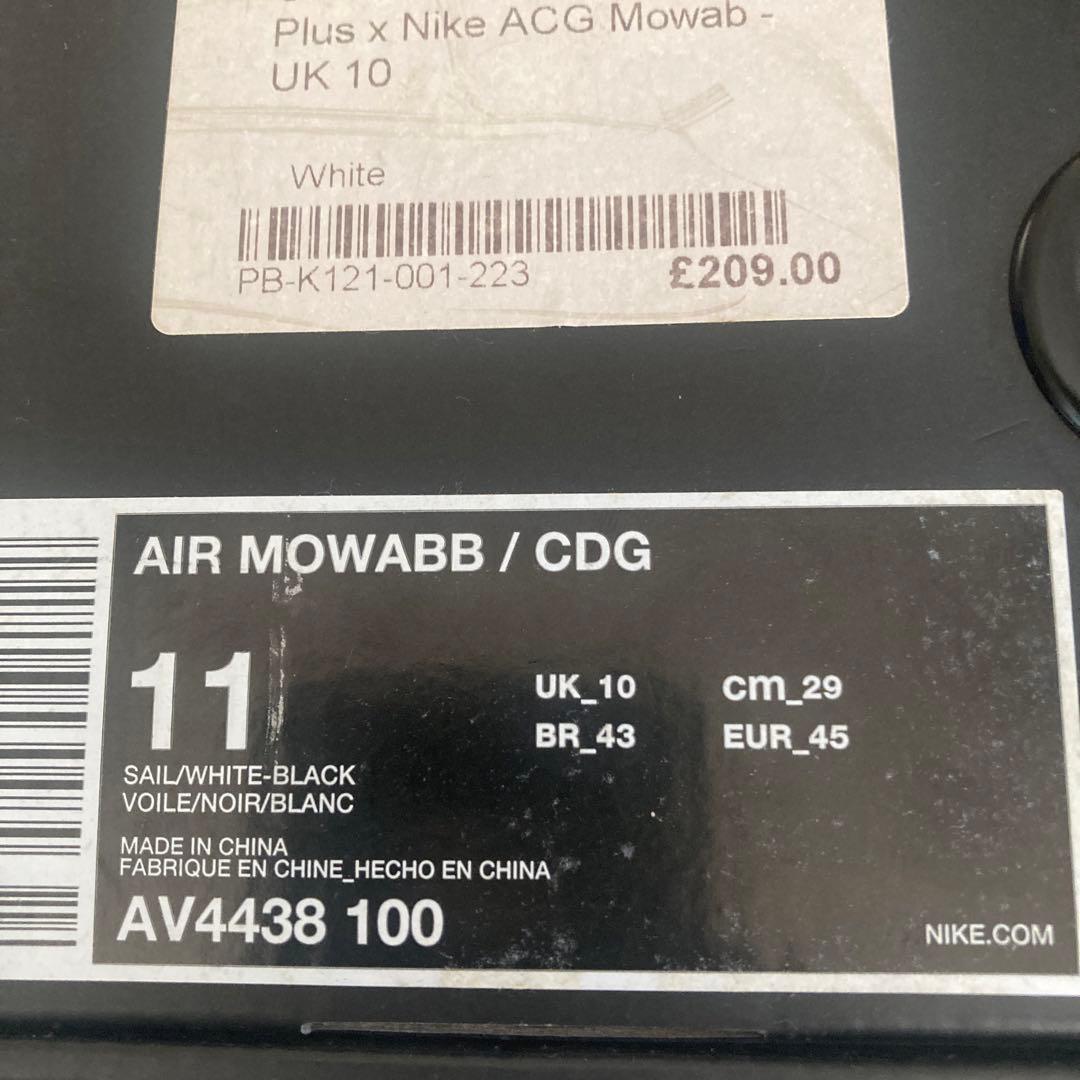 Plus x Nike ACG Mowab -
UK 10
White
PB-K121-001-223 £209.00
AIR MOWABB / CDG
11
UK_10 cm_29
BR_43 EUR_45
SAIL/WHITE-BLACK
VOILE/NOIR/BLANC
MADE IN CHINA
FABRIQUE EN CHINE_HECHO EN CHINA
AV4438 100
NIKE.COM